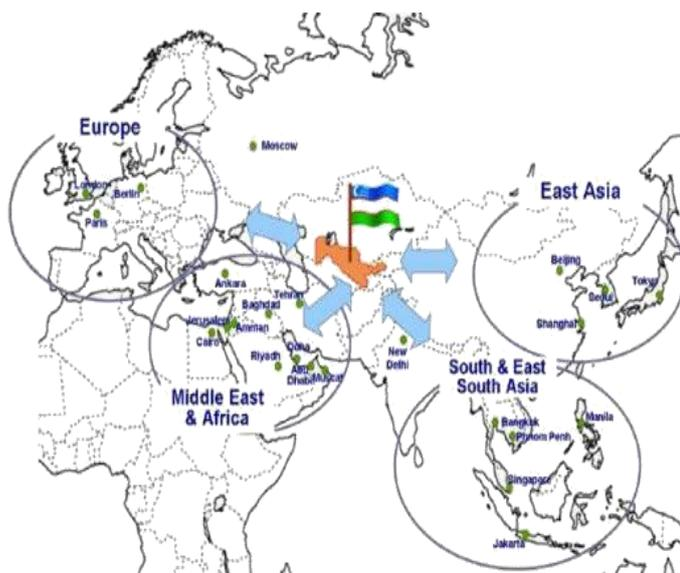 Europe
Moscow
London
Berlin
Paris
East Asia
Beijing
Seoul
Tokyo
Shanghai
Ankara
Tehran
Baghdad
Jerusalem
Amman
Cairo
Riyadh
Doha
Abu
Dhabi
Muscat
Middle East
& Africa
New
Delhi
South & East
South Asia
Bangkok
Manila
Phnom Penh
Singapore
Jakarta